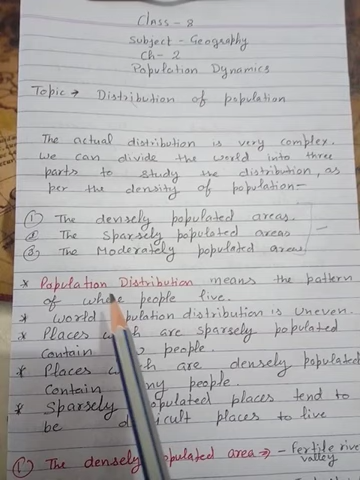 Class - 8
Subject - Geography
Ch - 2
Population Dynamics
Topic → Distribution of population
The actual distribution is very complex.
we can divide the world into three
parts to study the distribution, as
per the density of population -
① The densely populated areas.
② The Sparsely populated areas
③ The Moderately populated area
* Population Distribution means the pattern
of where people live.
* world population distribution is uneven.
* Places which are sparsely populated
contain people.
* Places which are densely populated
contain many people.
* Sparsely populated places tend to
be difficult places to live
① The densely populated area → - fertile river
valley